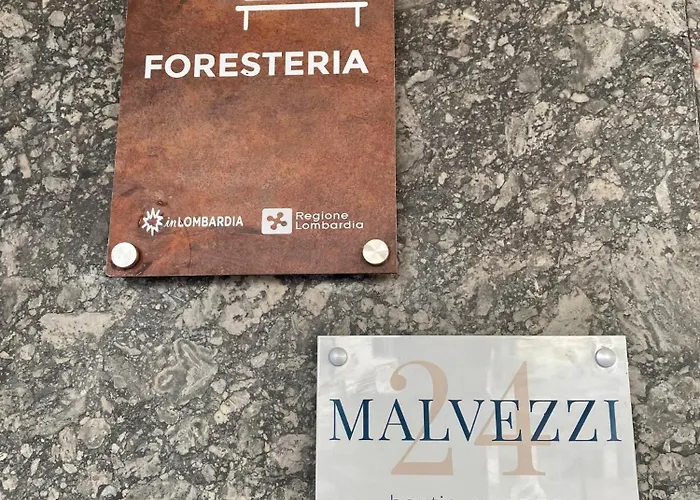 FORESTERIA
inLOMBARDIA
Regione
Lombardia
24
MALVEZZI